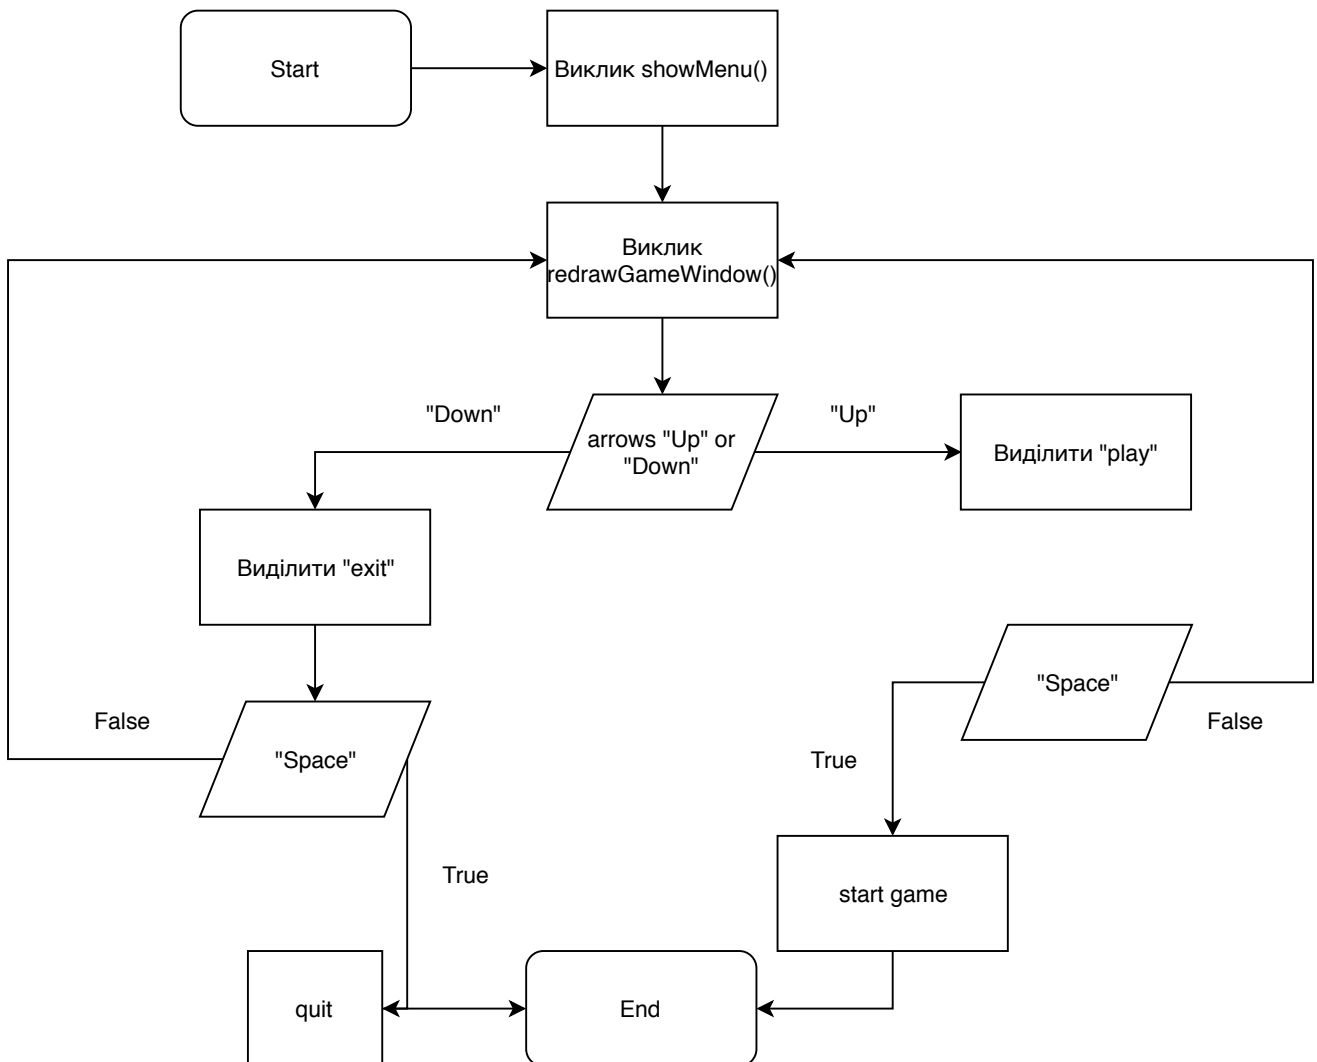 Start
Виклик showMenu()
Виклик
redrawGameWindow()
"Down"
arrows "Up" or
"Down"
"Up"
Виділити "play"
Виділити "exit"
"Space"
False
True
"Space"
False
True
start game
quit
End